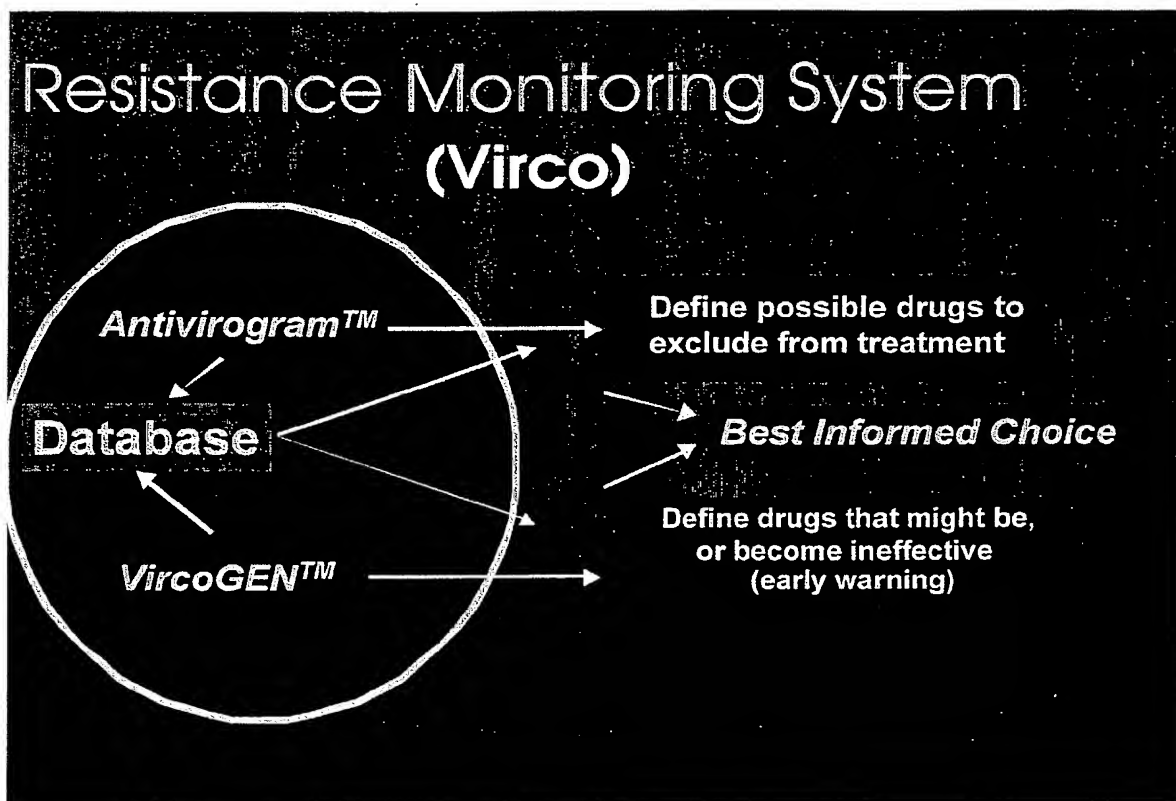 Resistance Monitoring System
(Virco)
Antivirogram™
Define possible drugs to
exclude from treatment
Database
Best Informed Choice
VircoGEN™
Define drugs that might be,
or become ineffective
(early warning)